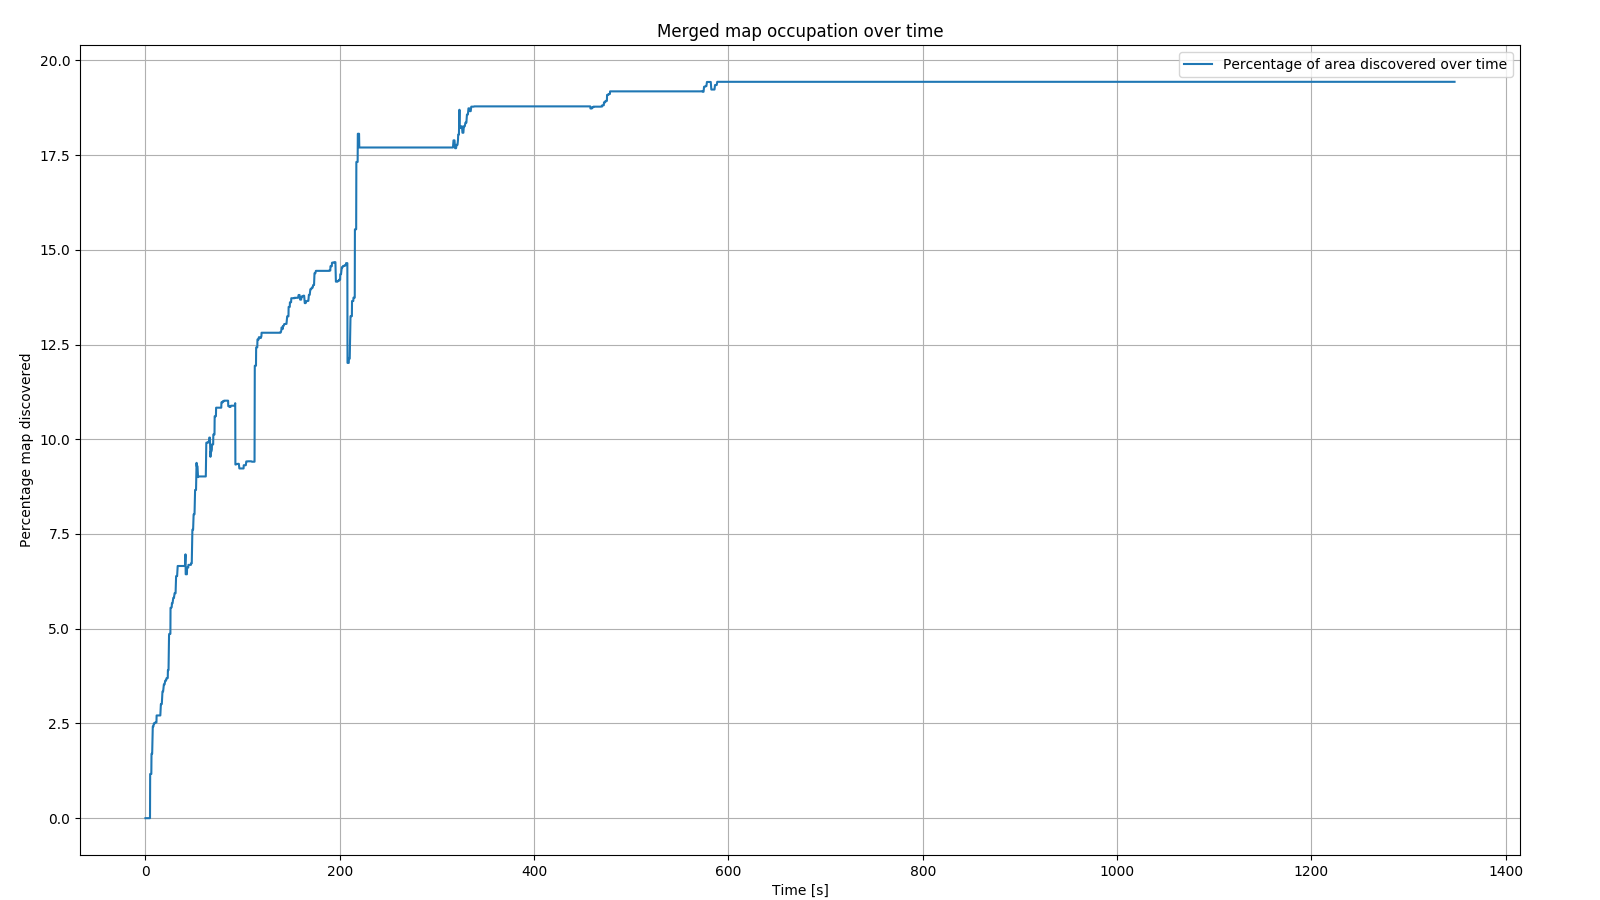 Merged map occupation over time
Percentage of area discovered over time
20.0
17.5
15.0
12.5
10.0
7.5
5.0
2.5
0.0
Percentage map discovered
0 200 400 600 800 1000 1200 1400
Time [s]